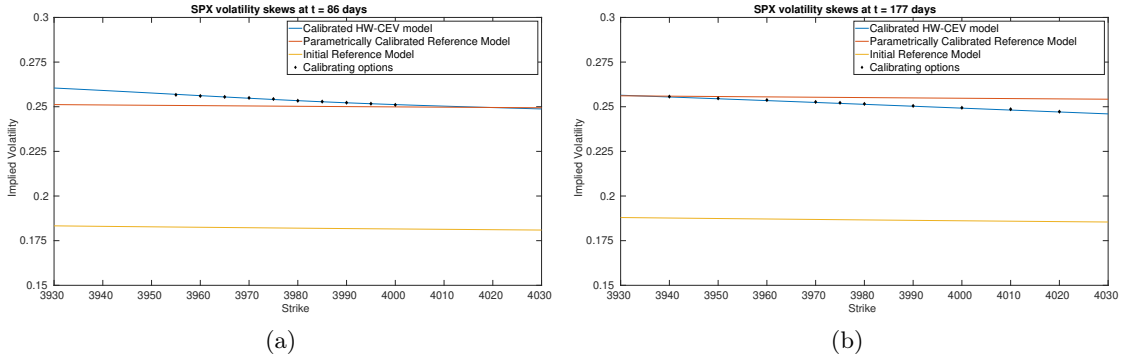 SPX volatility skews at t = 86 days
Calibrated HW-CEV model
Parametrically Calibrated Reference Model
Initial Reference Model
Calibrating options
Implied Volatility
0.3
0.275
0.25
0.225
0.2
0.175
0.15
3930 3940 3950 3960 3970 3980 3990 4000 4010 4020 4030
Strike
(a)
SPX volatility skews at t = 177 days
Calibrated HW-CEV model
Parametrically Calibrated Reference Model
Initial Reference Model
Calibrating options
Implied Volatility
0.3
0.275
0.25
0.225
0.2
0.175
0.15
3930 3940 3950 3960 3970 3980 3990 4000 4010 4020 4030
Strike
(b)